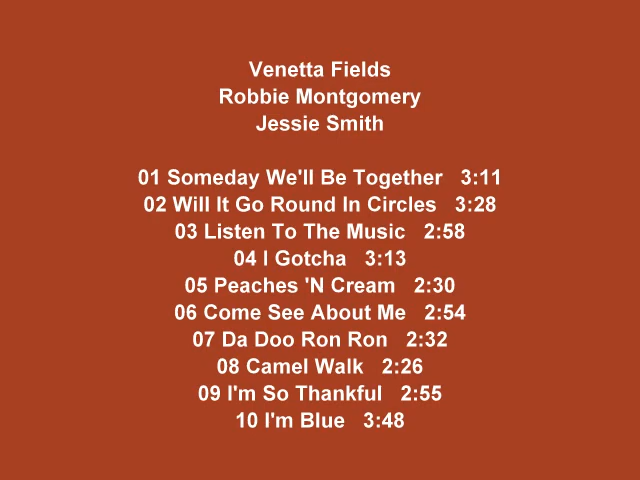 Venetta Fields
Robbie Montgomery
Jessie Smith
01 Someday We'll Be Together 3:11
02 Will It Go Round In Circles 3:28
03 Listen To The Music 2:58
04 I Gotcha 3:13
05 Peaches 'N Cream 2:30
06 Come See About Me 2:54
07 Da Doo Ron Ron 2:32
08 Camel Walk 2:26
09 I'm So Thankful 2:55
10 I'm Blue 3:48